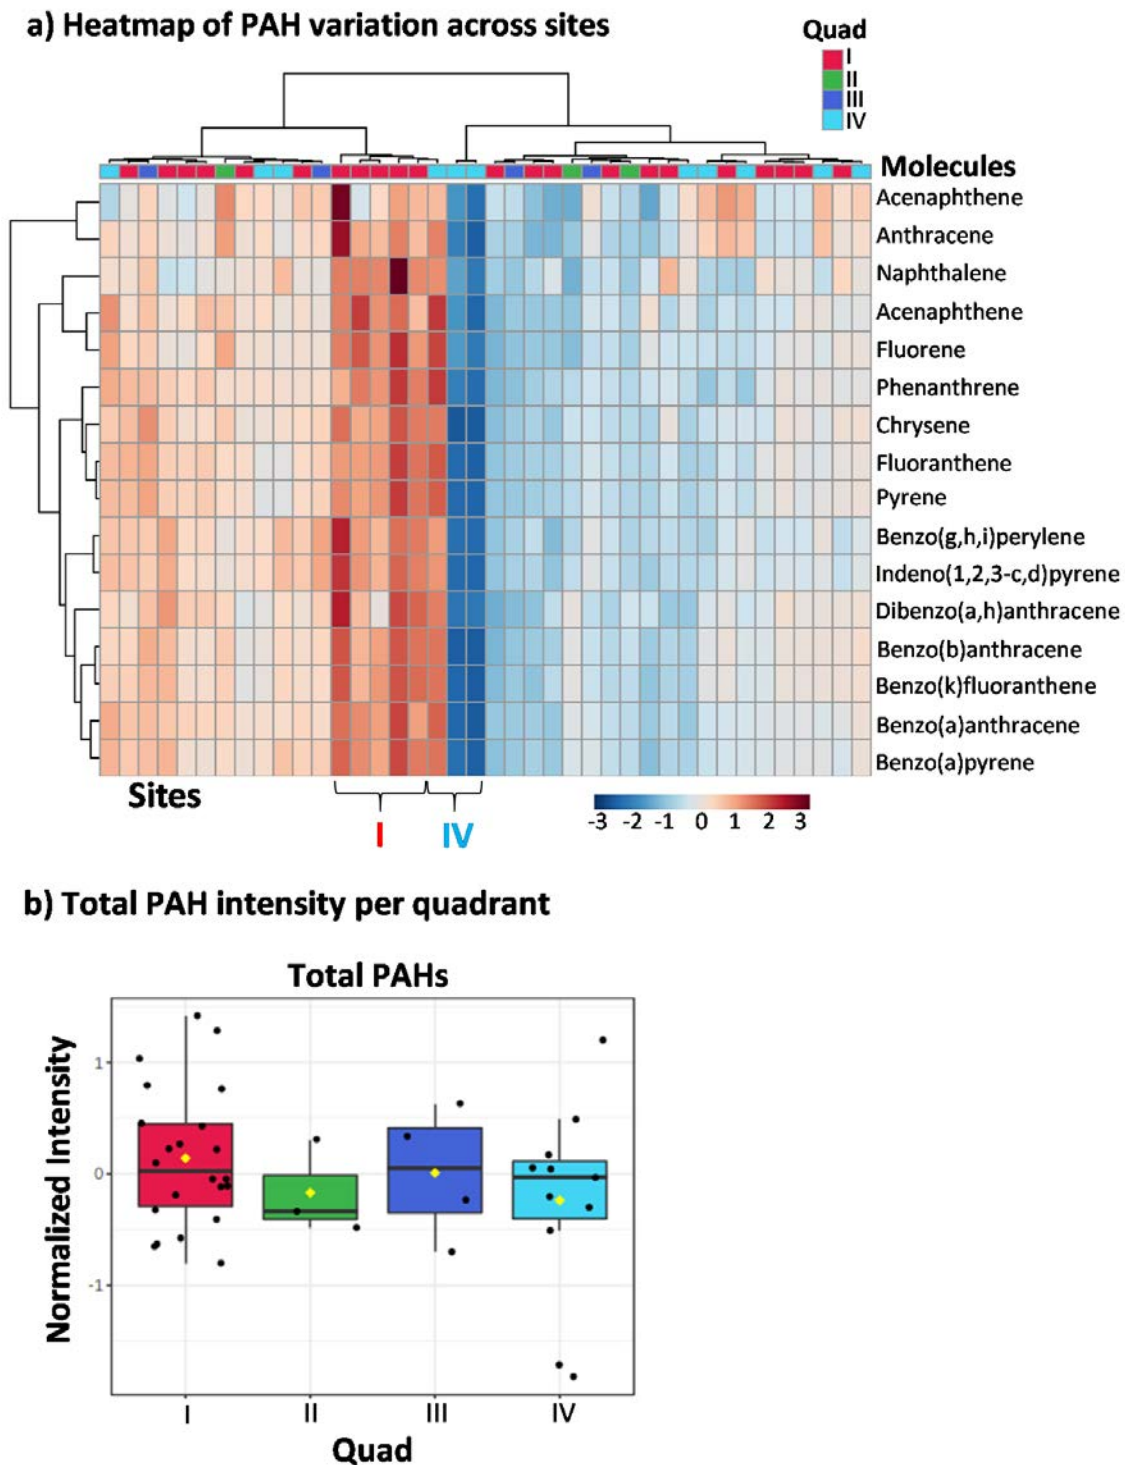 a) Heatmap of PAH variation across sites
Quad
I
II
III
IV
Molecules
Acenaphthene
Anthracene
Naphthalene
Acenaphthene
Fluorene
Phenanthrene
Chrysene
Fluoranthene
Pyrene
Benzo(g,h,i)perylene
Indeno(1,2,3-c,d)pyrene
Dibenzo(a,h)anthracene
Benzo(b)anthracene
Benzo(k)fluoranthene
Benzo(a)anthracene
Benzo(a)pyrene
Sites
I
IV
-3 -2 -1 0 1 2 3
b) Total PAH intensity per quadrant
Total PAHs
Normalized Intensity
1
0
-1
I II III IV
Quad